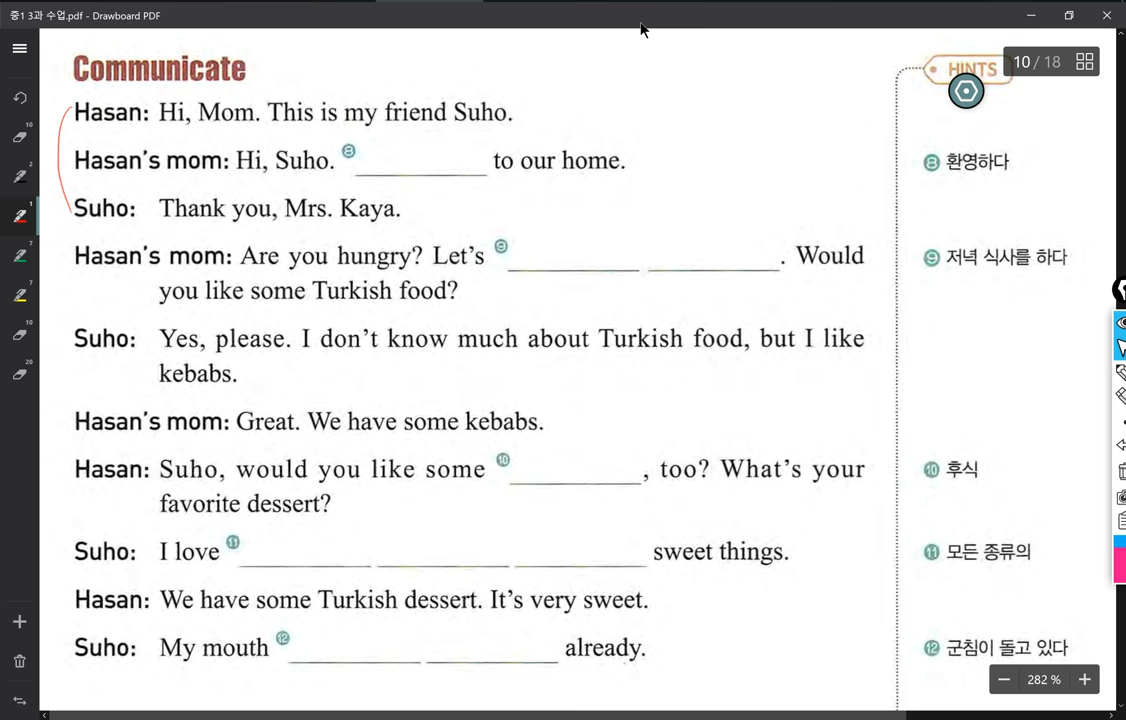 중1 3과 수업.pdf - Drawboard PDF
10 / 18
Communicate
HINTS
Hasan: Hi, Mom. This is my friend Suho.
Hasan's mom: Hi, Suho. ⑧ __________ to our home.
⑧ 환영하다
Suho: Thank you, Mrs. Kaya.
Hasan's mom: Are you hungry? Let's ⑨ __________ __________. Would
⑨ 저녁 식사를 하다
you like some Turkish food?
Suho: Yes, please. I don't know much about Turkish food, but I like
kebabs.
Hasan's mom: Great. We have some kebabs.
Hasan: Suho, would you like some ⑩ __________, too? What's your
⑩ 후식
favorite dessert?
Suho: I love ⑪ __________ __________ __________ sweet things.
⑪ 모든 종류의
Hasan: We have some Turkish dessert. It's very sweet.
Suho: My mouth ⑫ __________ __________ already.
⑫ 군침이 돌고 있다
282 %
10
2
1
7
7
10
20